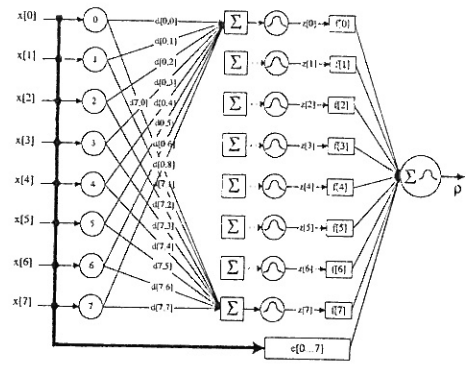 x[0] 0 d[0,0] Σ z[0] f[0]
x[1] 1 d[0,1] Σ z[1] f[1]
d[0,2]
x[2] 2 d[0,3] Σ z[2] f[2]
d[7,0] d[0,4]
d[0,5]
x[3] 3 d[0,6] Σ z[3] f[3]
d[0,8]
x[4] 4 d[7,1] Σ z[4] f[4] Σ
ρ
d[7,2]
x[5] 5 d[7,3] Σ z[5] f[5]
d[7,4]
x[6] 6 d[7,5] Σ z[6] f[6]
d[7,6]
x[7] 7 d[7,7] Σ z[7] f[7]
e[0...7]